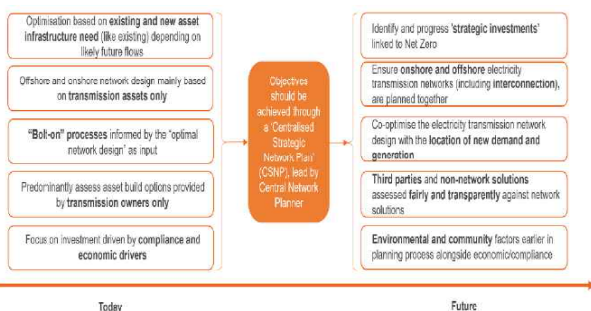 Optimisation based on existing and new asset
infrastructure need (like existing) depending on
likely future flows
Offshore and onshore network design mainly based
on transmission assets only
"Bolt-on" processes informed by the "optimal
network design" as input
Predominantly assess asset build options provided
by transmission owners only
Focus on investment driven by compliance and
economic drivers
Objectives
should be
achieved through
a 'Centralised
Strategic
Network Plan'
(CSNP), lead by
Central Network
Planner
Identify and progress 'strategic investments'
linked to Net Zero
Ensure onshore and offshore electricity
transmission networks (including interconnection),
are planned together
Co-optimise the electricity transmission network
design with the location of new demand and
generation
Third parties and non-network solutions
assessed fairly and transparently against network
solutions
Environmental and community factors earlier in
planning process alongside economic/compliance
Today
Future